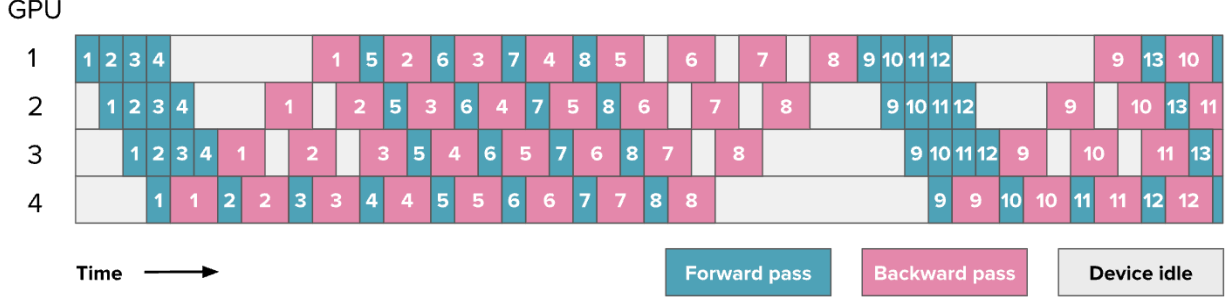 GPU
1 1 2 3 4 1 5 2 6 3 7 4 8 5 6 7 8 9 10 11 12 9 13 10
2 1 2 3 4 1 2 5 3 6 4 7 5 8 6 7 8 9 10 11 12 9 10 13 11
3 1 2 3 4 1 2 3 5 4 6 5 7 6 8 7 8 9 10 11 12 9 10 11 13
4 1 1 2 2 3 3 4 4 5 5 6 6 7 7 8 8 9 9 10 10 11 11 12 12
Time Forward pass Backward pass Device idle